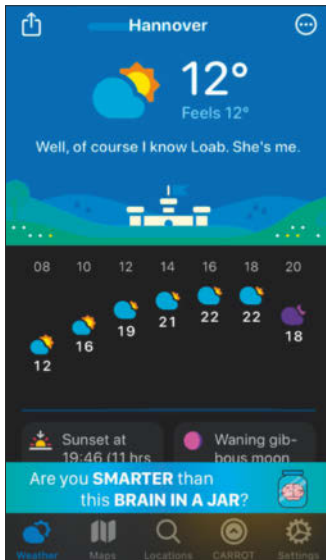 Hannover
12°
Feels 12°
Well, of course I know Loab. She's me.
08 10 12 14 16 18 20
12 16 19 21 22 22 18
Sunset at
19:46 (11 hrs
Waning gib-
bous moon
Are you SMARTER than
this BRAIN IN A JAR?
Weather Maps Locations CARROT Settings